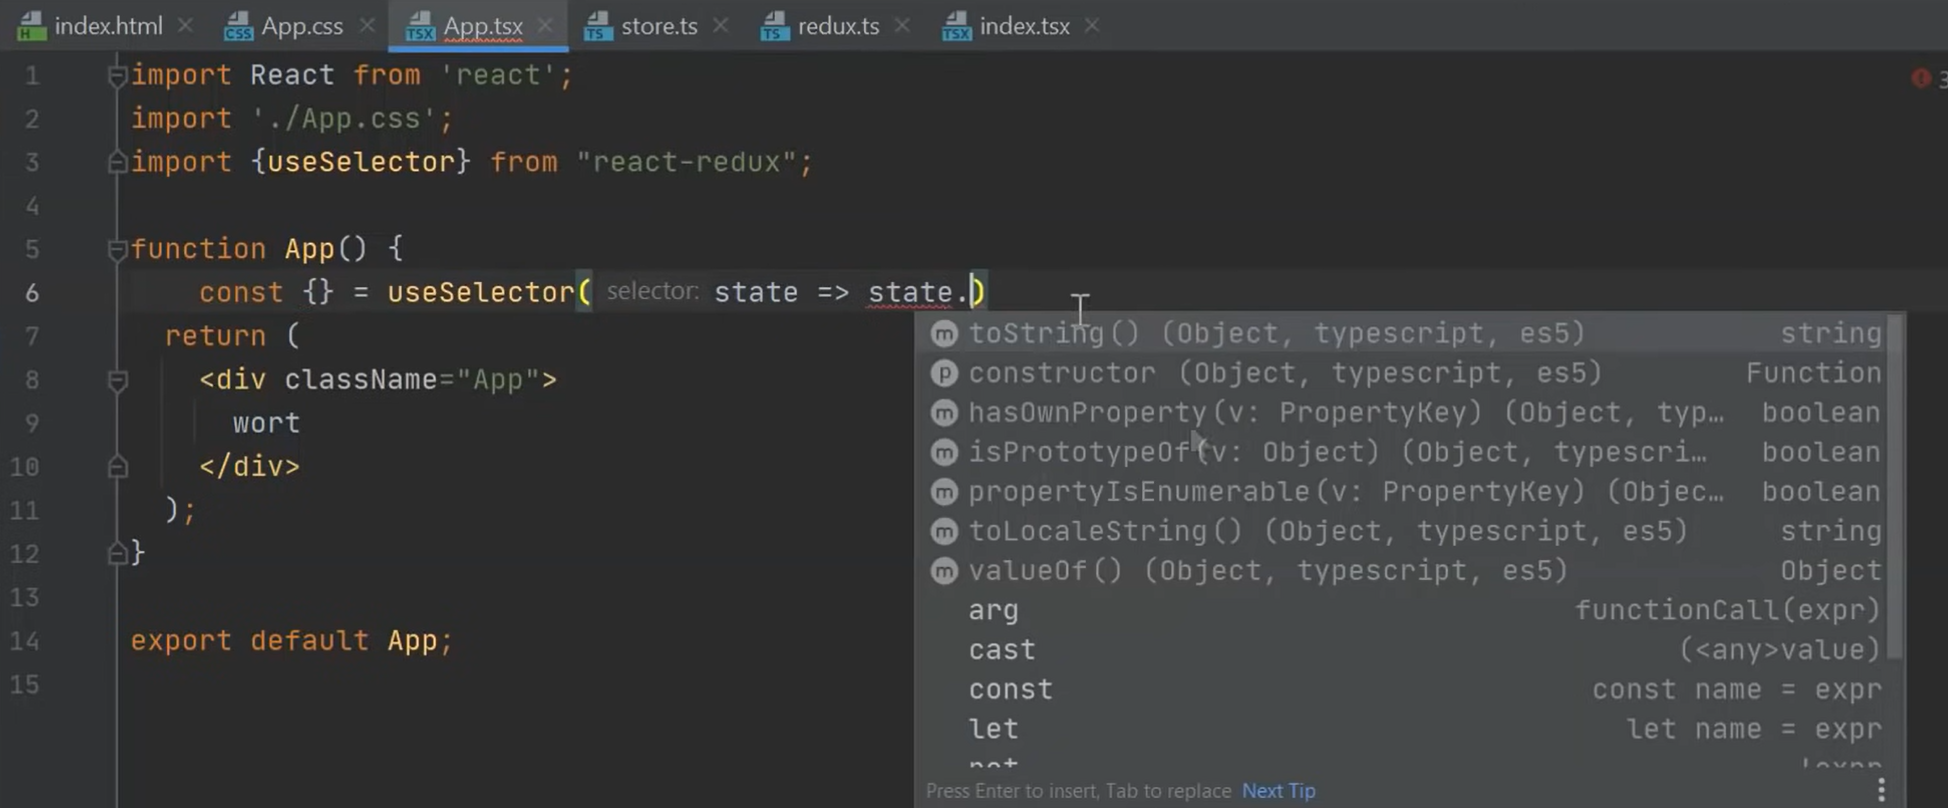 index.html App.css App.tsx store.ts redux.ts index.tsx
1 import React from 'react';
2 import './App.css';
3 import {useSelector} from "react-redux";
4
5 function App() {
6 const {} = useSelector( selector: state => state.)
7 return (
8 <div className="App">
9 wort
10 </div>
11 );
12 }
13
14 export default App;
15
toString() (Object, typescript, es5) string
constructor (Object, typescript, es5) Function
hasOwnProperty(v: PropertyKey) (Object, typ… boolean
isPrototypeOf(v: Object) (Object, typescri… boolean
propertyIsEnumerable(v: PropertyKey) (Objec… boolean
toLocaleString() (Object, typescript, es5) string
valueOf() (Object, typescript, es5) Object
arg functionCall(expr)
cast (<any>value)
const const name = expr
let let name = expr
Press Enter to insert, Tab to replace Next Tip